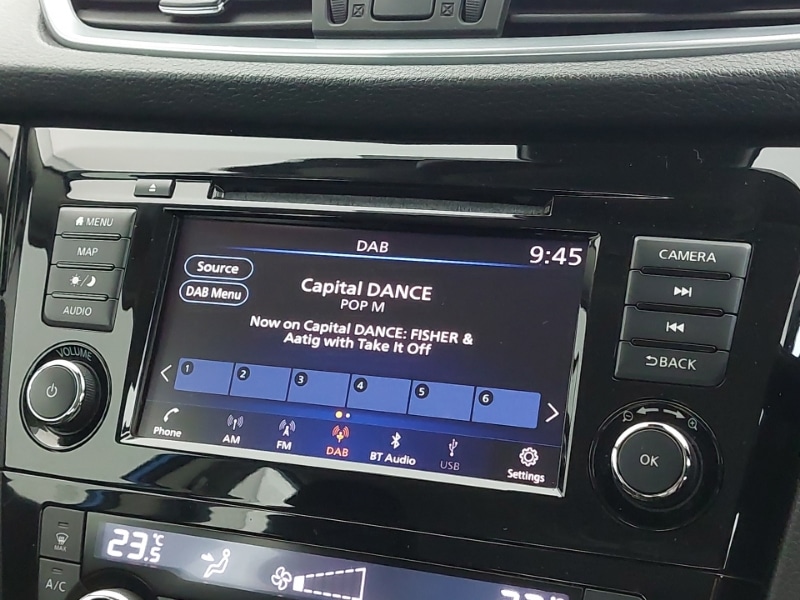 DAB
9:45
Source
DAB Menu
Capital DANCE
POP M
Now on Capital DANCE: FISHER &
Aatig with Take It Off
1 2 3 4 5 6
Phone AM FM DAB BT Audio USB Settings
MENU
MAP
AUDIO
VOLUME
CAMERA
BACK
OK
MAX
A/C
23.5°C